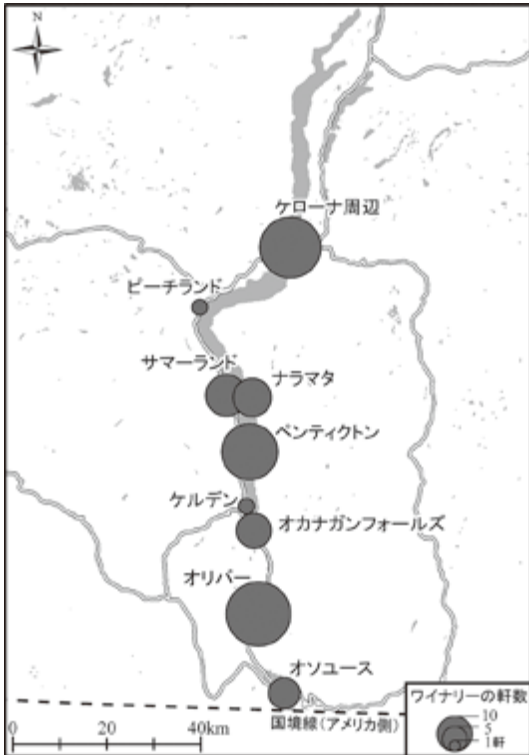 N
ケローナ周辺
ピーチランド
サマーランド
ナラマタ
ペンティクトン
ケルデン
オカナガンフォールズ
オリバー
オソユース
国境線(アメリカ側)
0 20 40km
ワイナリーの軒数
10
5
1軒